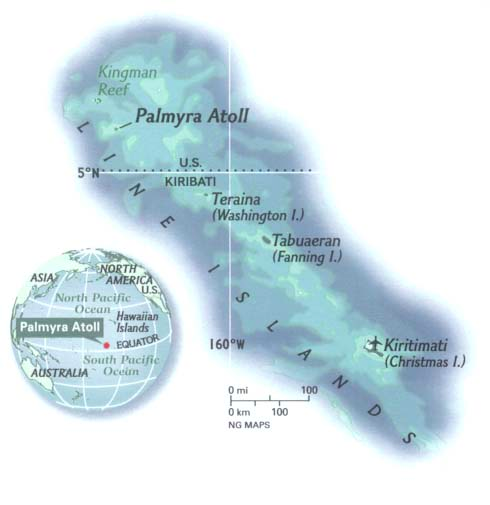 Kingman
Reef
Palmyra Atoll
LINE ISLANDS
U.S.
5°N
KIRIBATI
Teraina
(Washington I.)
Tabuaeran
(Fanning I.)
160°W
Kiritimati
(Christmas I.)
0 mi 100
0 km 100
NG MAPS
ASIA
NORTH
AMERICA
U.S.
North Pacific
Ocean
Hawaiian
Islands
Palmyra Atoll
EQUATOR
South Pacific
Ocean
AUSTRALIA